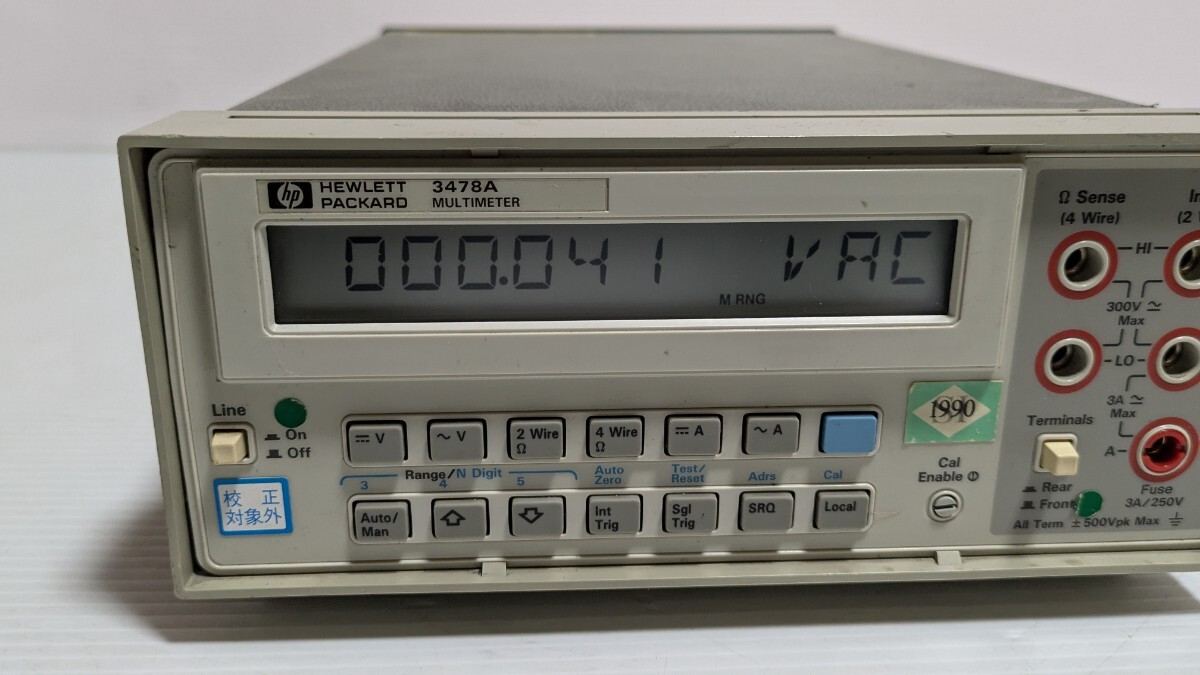 hp HEWLETT PACKARD 3478A MULTIMETER
000.041 VAC
M RNG
Ω Sense
(4 Wire)
(2
HI
300V ≃
Max
LO
3A ≃
Max
A
Terminals
Rear
Front
Fuse
3A/250V
All Term ±500Vpk Max
Line
On
Off
校正
対象外
⎓ V
~ V
2 Wire
Ω
4 Wire
Ω
⎓ A
~ A
Range/N Digit
3
4
5
Auto
Zero
Test/
Reset
Adrs
Cal
Auto/
Man
Int
Trig
Sgl
Trig
SRQ
Local
1990
Cal
Enable